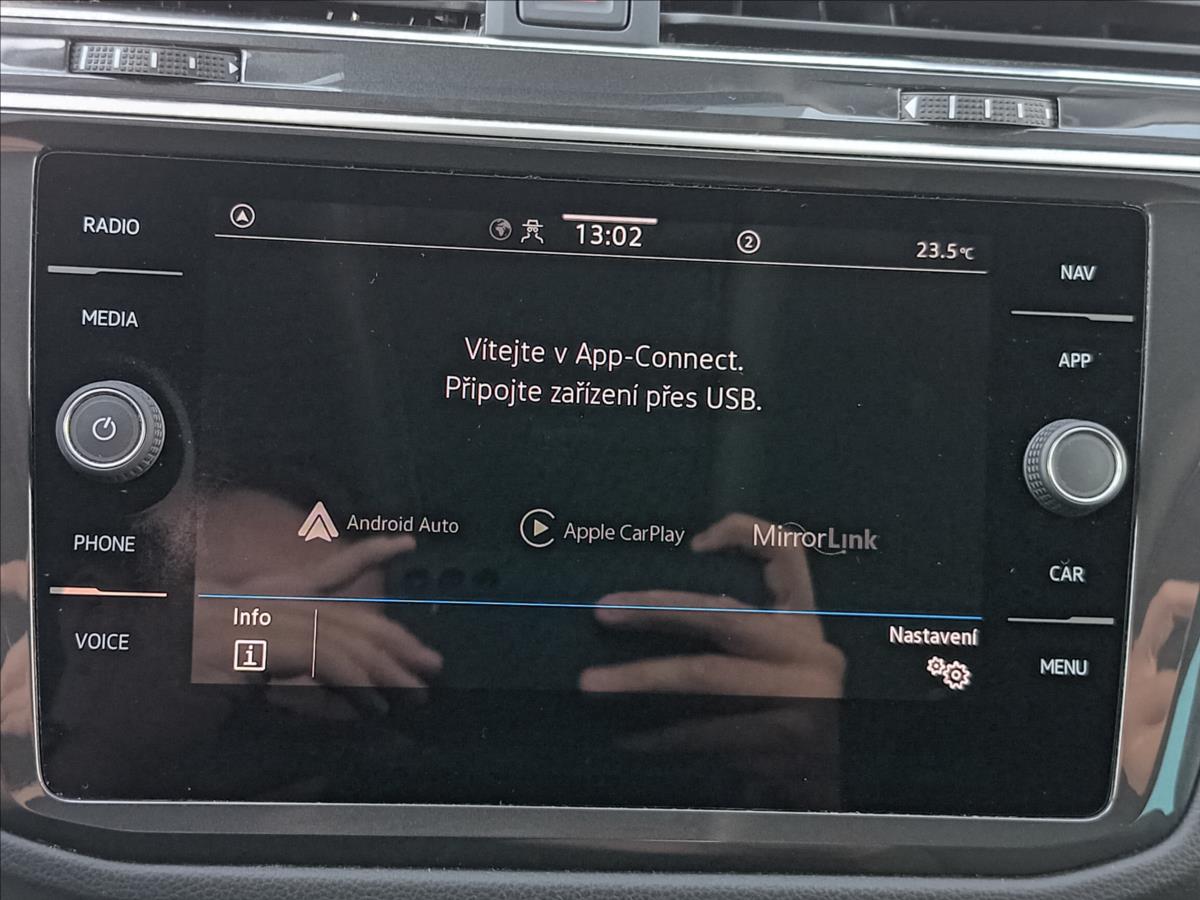 RADIO
MEDIA
PHONE
VOICE
13:02
2
23.5°C
Vítejte v App-Connect.
Připojte zařízení přes USB.
Android Auto
Apple CarPlay
MirrorLink
Info
i
Nastavení
NAV
APP
CAR
MENU